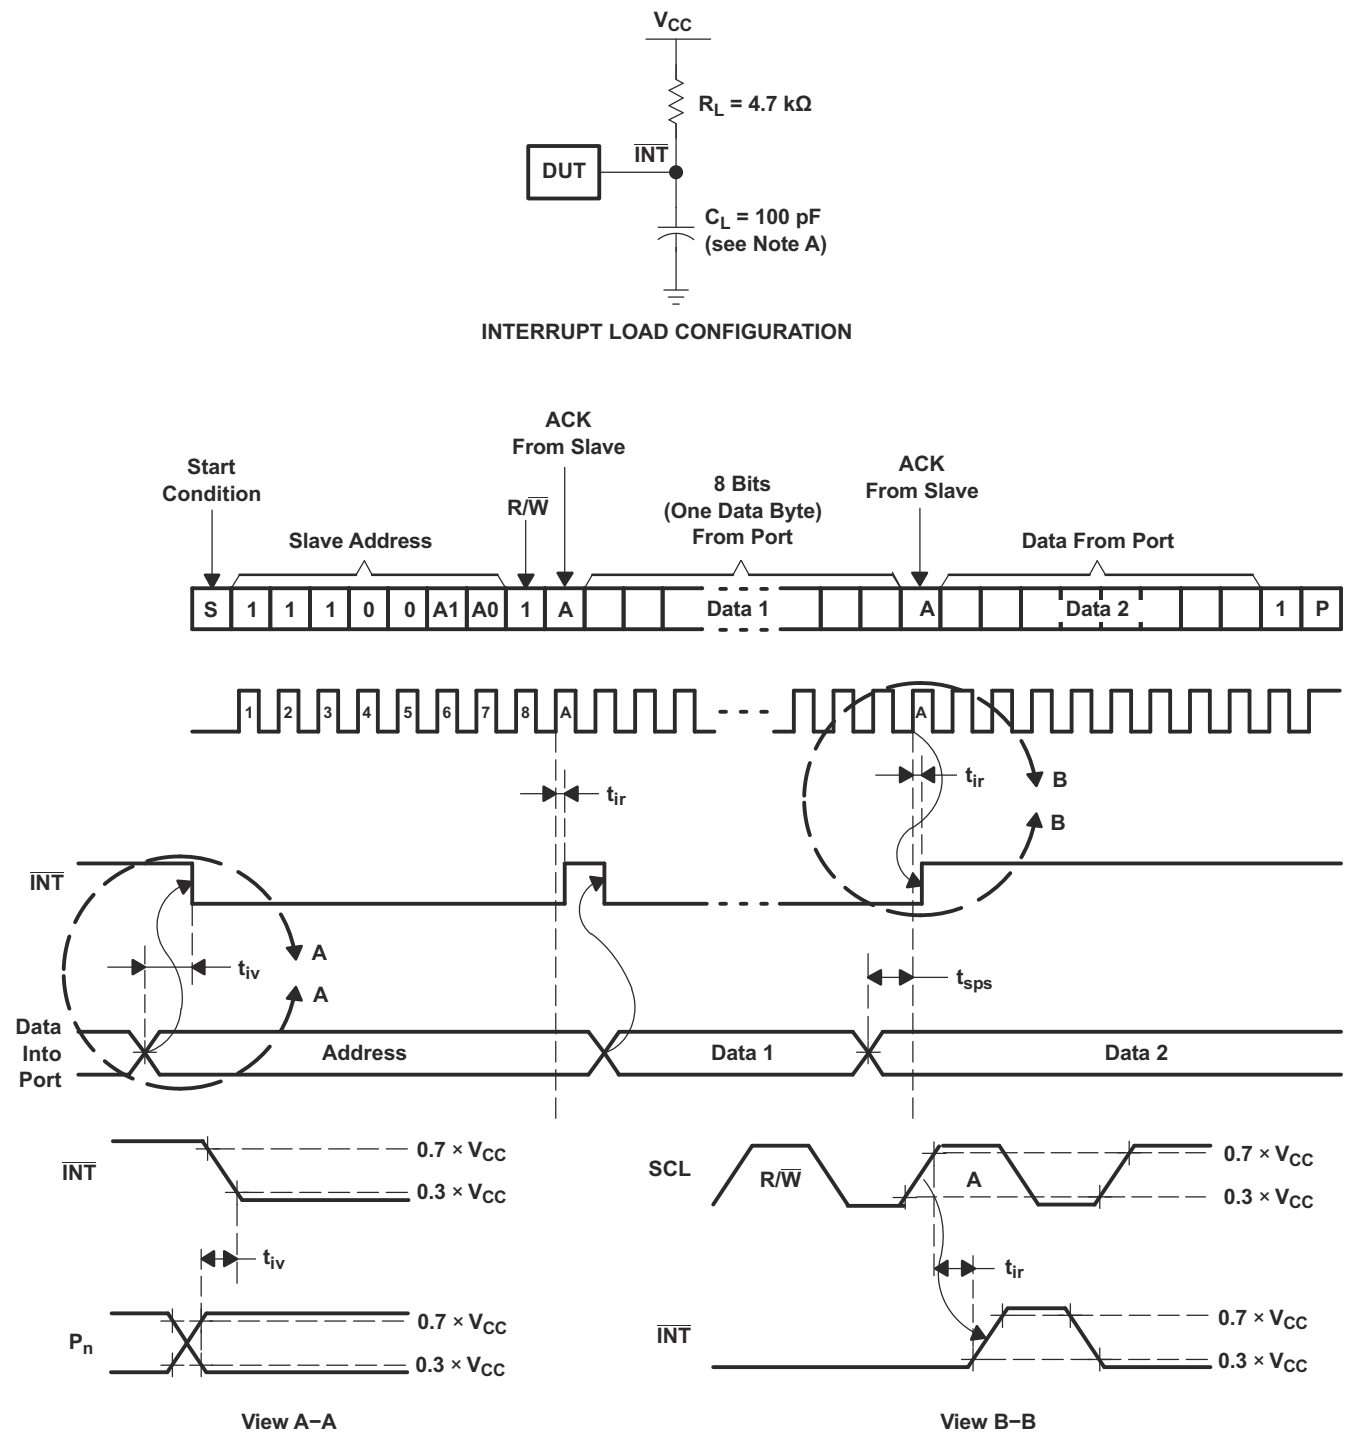 VCC
RL = 4.7 kΩ
INT
DUT
CL = 100 pF
(see Note A)
INTERRUPT LOAD CONFIGURATION
ACK
From Slave
Start
Condition
R/W
Slave Address
8 Bits
(One Data Byte)
From Port
ACK
From Slave
Data From Port
S 1 1 1 0 0 A1 A0 1 A Data 1 A Data 2 1 P
1 2 3 4 5 6 7 8 A A
tir
tir
B
B
INT
A
tiv
A
tsps
Data
Into
Port
Address
Data 1
Data 2
INT
0.7 × VCC
0.3 × VCC
tiv
Pn
0.7 × VCC
0.3 × VCC
View A−A
SCL
R/W
A
0.7 × VCC
0.3 × VCC
tir
INT
0.7 × VCC
0.3 × VCC
View B−B